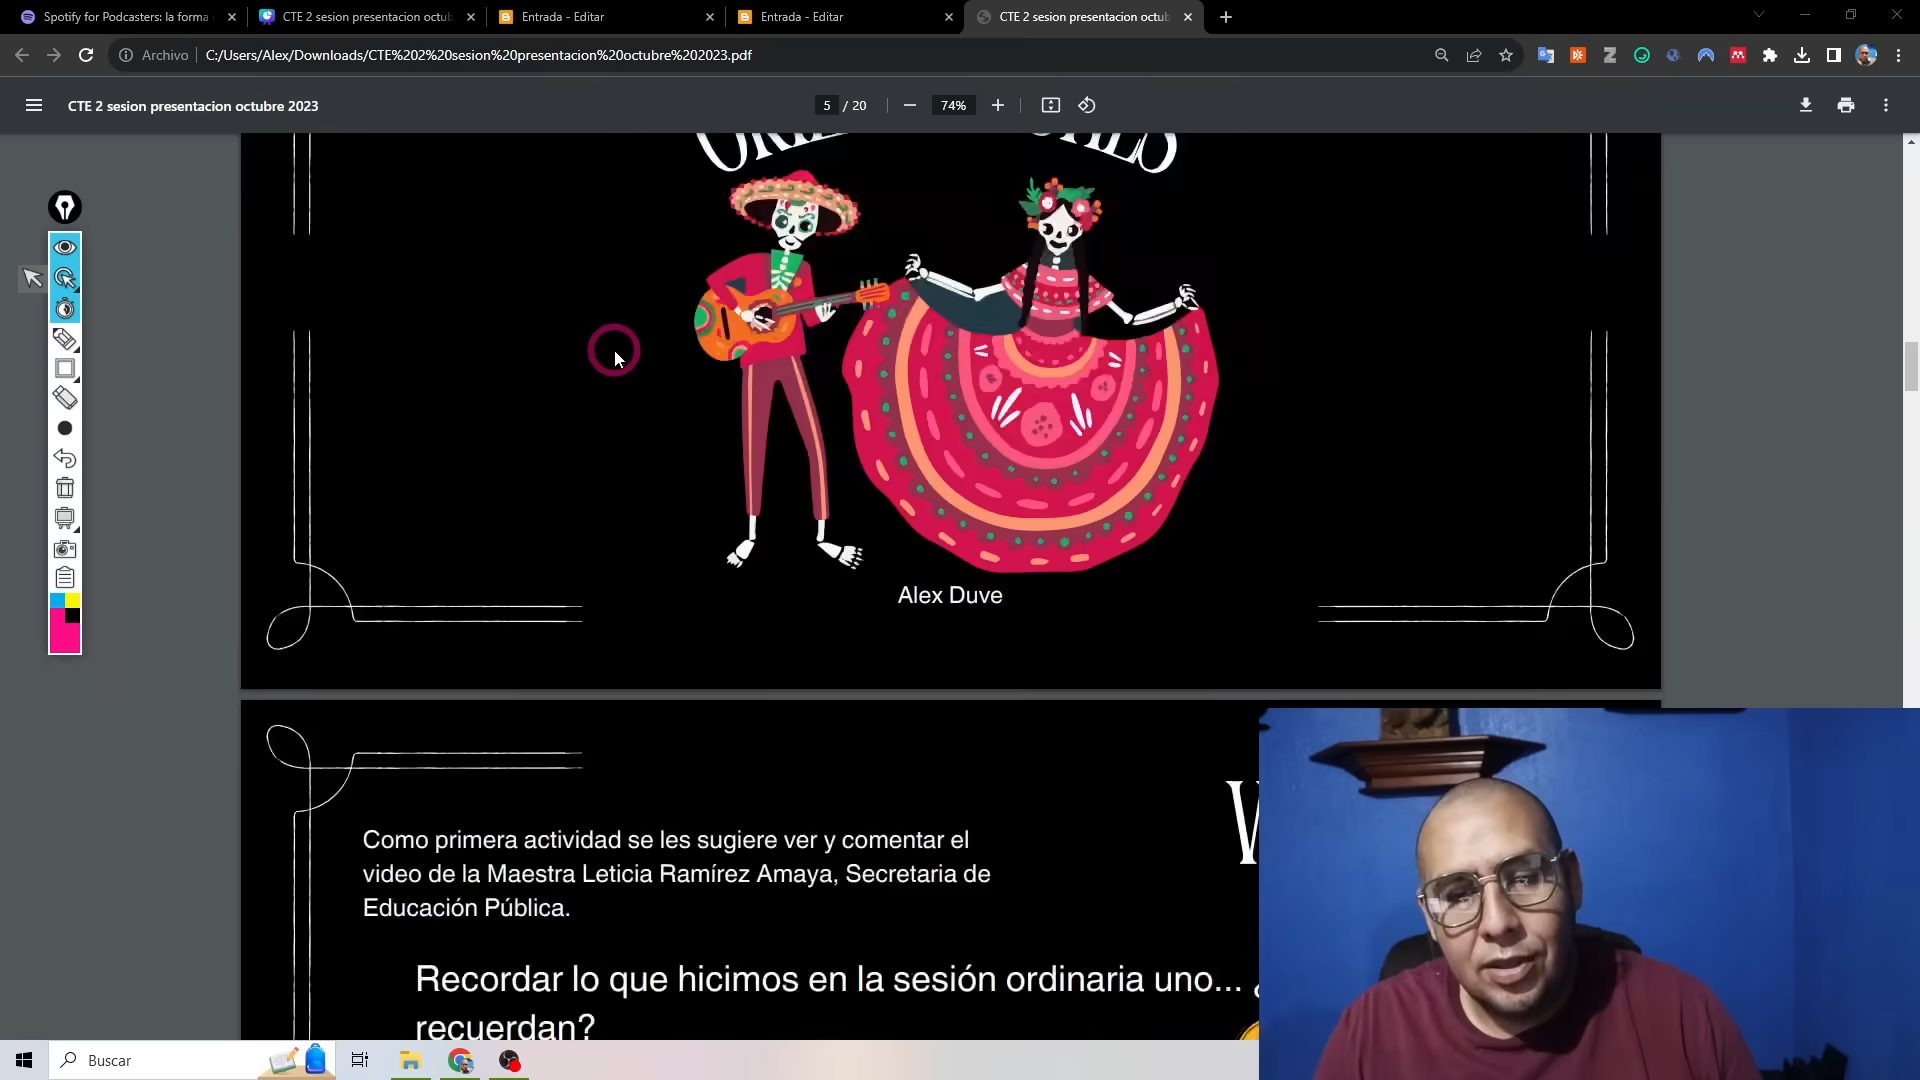 Spotify for Podcasters: la forma
CTE 2 sesion presentacion octub
Entrada - Editar
Entrada - Editar
CTE 2 sesion presentacion octub
Archivo
C:/Users/Alex/Downloads/CTE%202%20sesion%20presentacion%20octubre%202023.pdf
CTE 2 sesion presentacion octubre 2023
5 / 20
74%
Alex Duve
Como primera actividad se les sugiere ver y comentar el
video de la Maestra Leticia Ramírez Amaya, Secretaria de
Educación Pública.
Recordar lo que hicimos en la sesión ordinaria uno... ¿
recuerdan?
Buscar